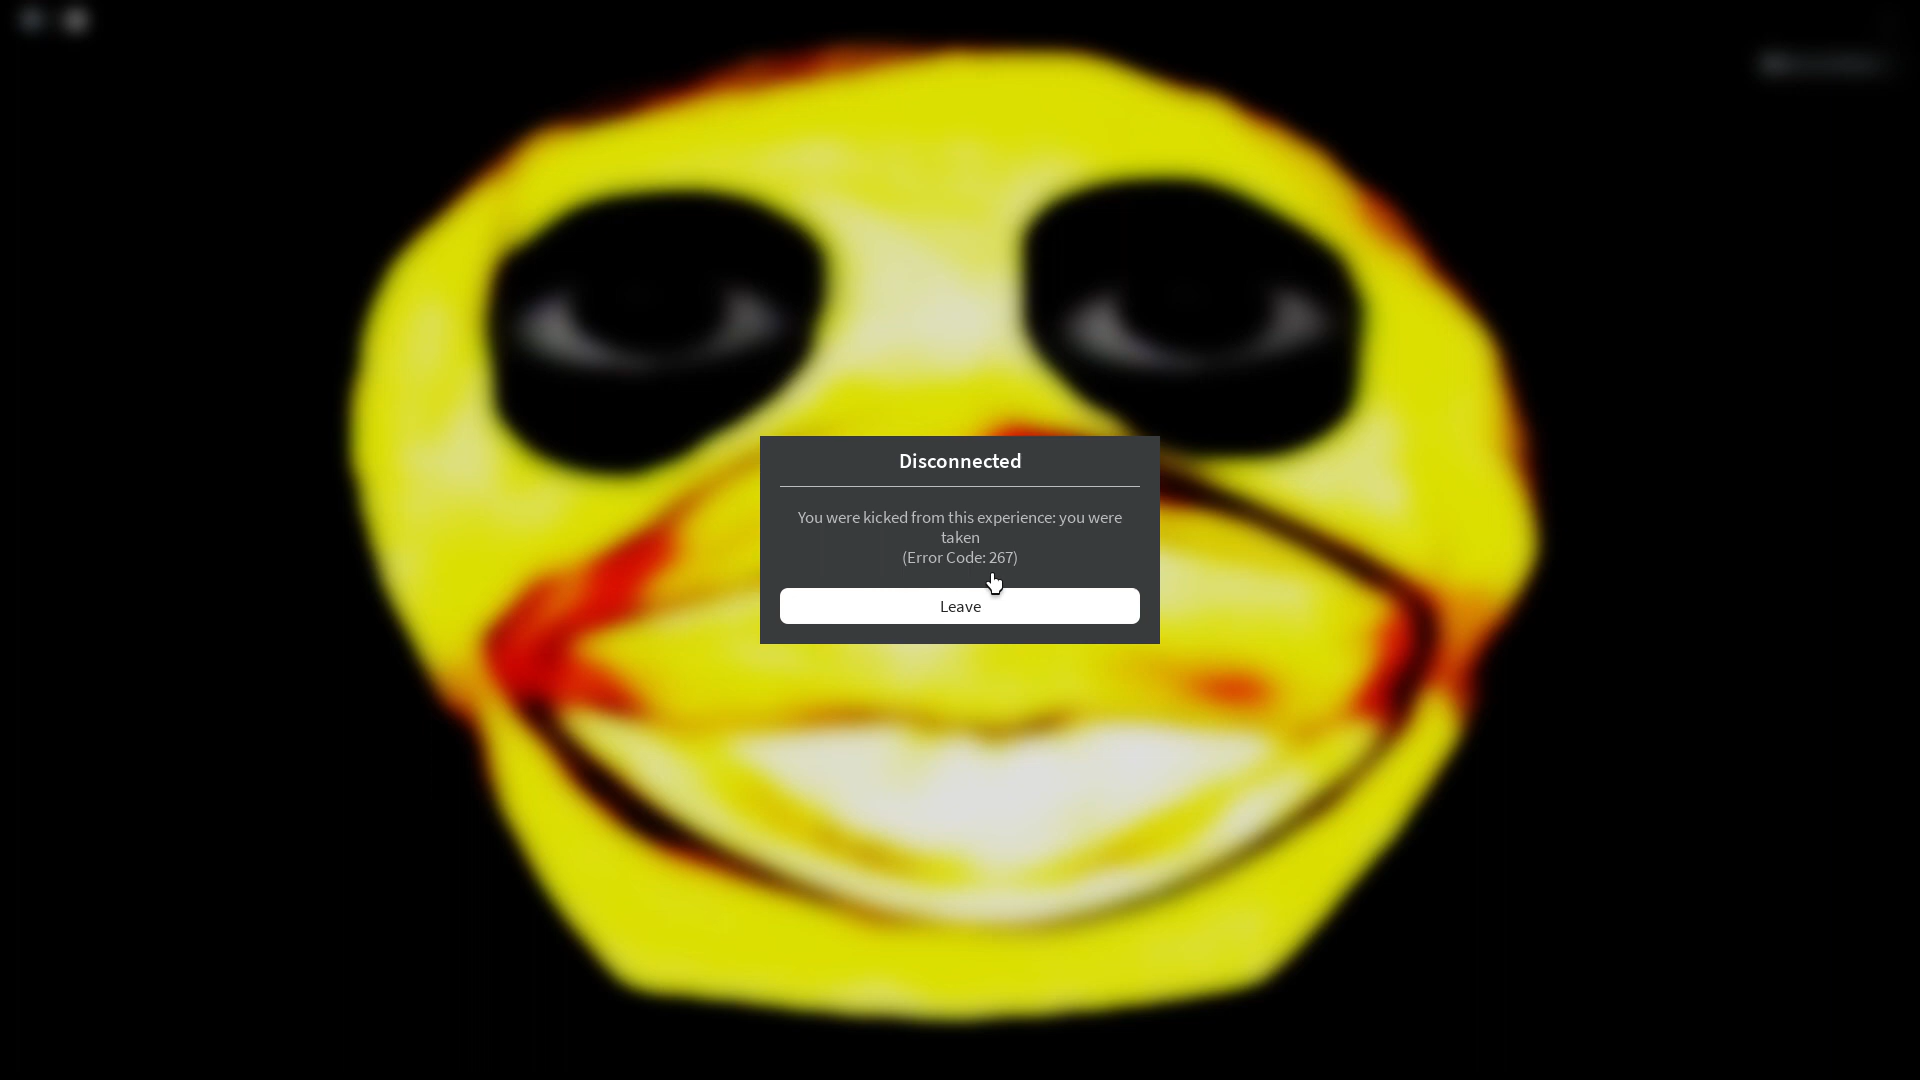 Disconnected
You were kicked from this experience: you were
taken
(Error Code: 267)
Leave